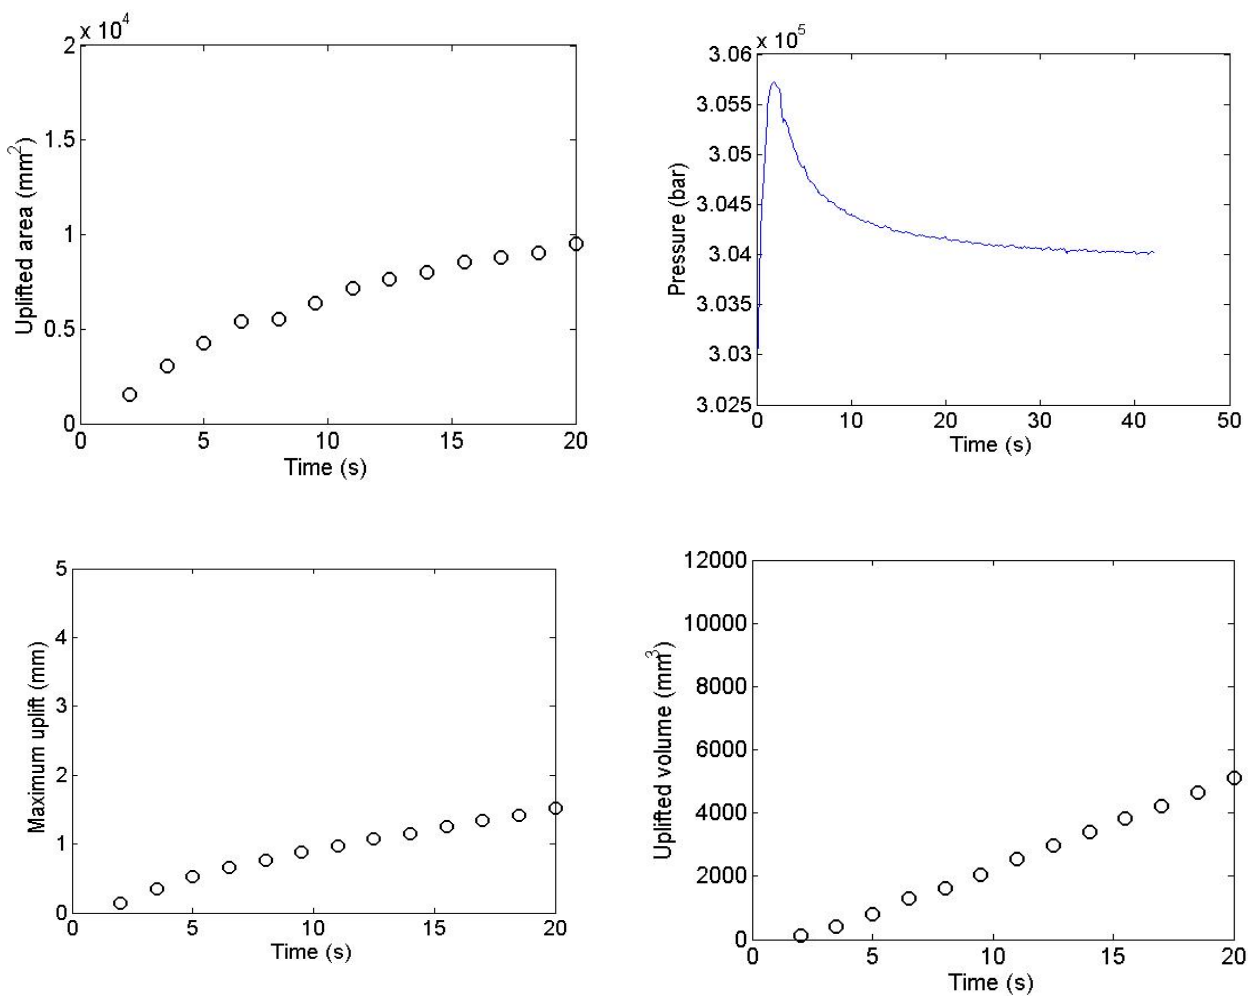 x 10^4
2
1.5
1
0.5
0
0 5 10 15 20
Uplifted area (mm^2)
Time (s)
x 10^5
3.06
3.055
3.05
3.045
3.04
3.035
3.03
3.025
0 10 20 30 40 50
Pressure (bar)
Time (s)
5
4
3
2
1
0
0 5 10 15 20
Maximum uplift (mm)
Time (s)
12000
10000
8000
6000
4000
2000
0
0 5 10 15 20
Uplifted volume (mm^3)
Time (s)